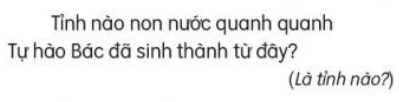 Tỉnh nào non nước quanh quanh
Tự hào Bác đã sinh thành từ đây?
(Là tỉnh nào?)